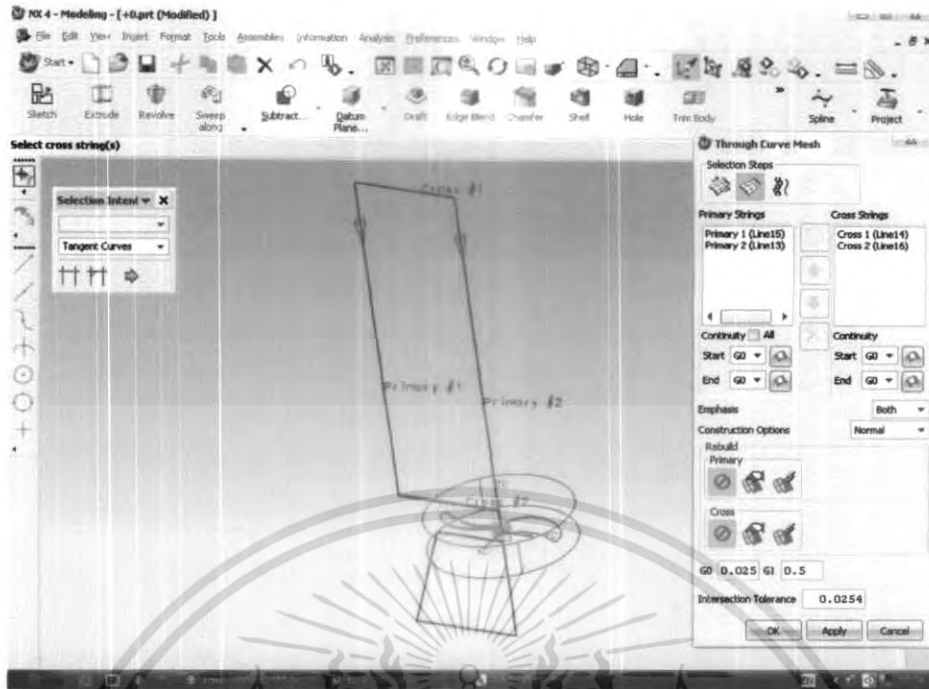 NX 4 - Modeling - [+0.prt (Modified) ]
File Edit View Insert Format Tools Assemblies Information Analysis Preferences Window Help
Start
Sketch Extrude Revolve Sweep along Subtract... Datum Plane... Draft Edge Blend Chamfer Shell Hole Trim Body Spline Project
Select cross string(s)
Selection Intent
Tangent Curves
Cross #1
Primary #1
Primary #2
Cross #2
Through Curve Mesh
Selection Steps
Primary Strings Cross Strings
Primary 1 (Line15) Cross 1 (Line14)
Primary 2 (Line13) Cross 2 (Line16)
Continuity All Continuity
Start G0 Start G0
End G0 End G0
Emphasis Both
Construction Options Normal
Rebuild
Primary
Cross
G0 0.025 G1 0.5
Intersection Tolerance 0.0254
OK Apply Cancel
EN